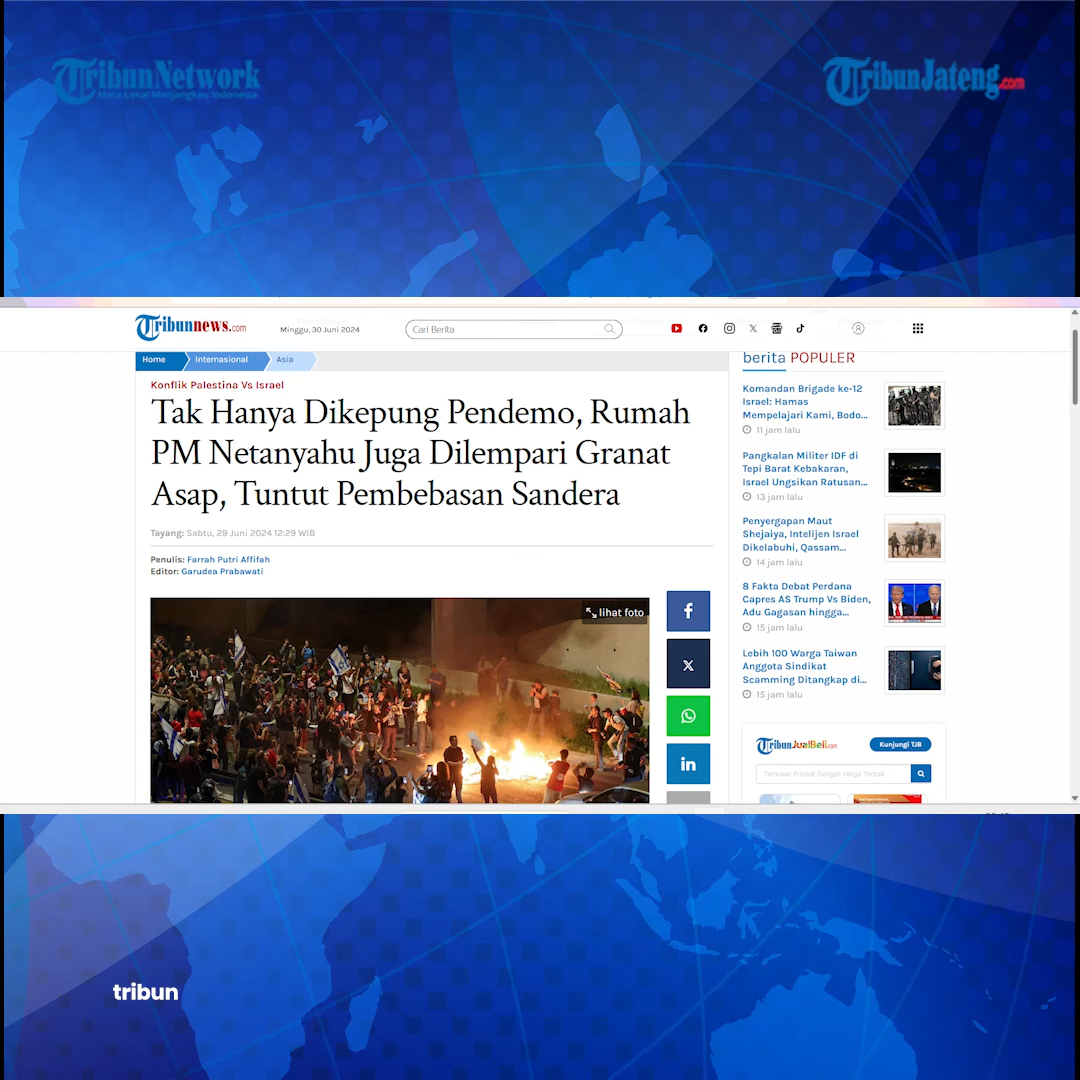 TribunNetwork
Mata Lokal Menjangkau Indonesia
TribunJateng.com
Tribunnews.com
Minggu, 30 Juni 2024
Cari Berita
Home
Internasional
Asia
Konflik Palestina Vs Israel
Tak Hanya Dikepung Pendemo, Rumah
PM Netanyahu Juga Dilempari Granat
Asap, Tuntut Pembebasan Sandera
Tayang: Sabtu, 29 Juni 2024 12:29 WIB
Penulis: Farrah Putri Affifah
Editor: Garudea Prabawati
lihat foto
berita POPULER
Komandan Brigade ke-12
Israel: Hamas
Mempelajari Kami, Bodo...
11 jam lalu
Pangkalan Militer IDF di
Tepi Barat Kebakaran,
Israel Ungsikan Ratusan...
13 jam lalu
Penyergapan Maut
Shejaiya, Intelijen Israel
Dikelabuhi, Qassam...
14 jam lalu
8 Fakta Debat Perdana
Capres AS Trump Vs Biden,
Adu Gagasan hingga...
15 jam lalu
Lebih 100 Warga Taiwan
Anggota Sindikat
Scamming Ditangkap di...
15 jam lalu
TribunJualBeli.com
Kunjungi TJB
Temukan Produk Dengan Harga Terbaik
tribun